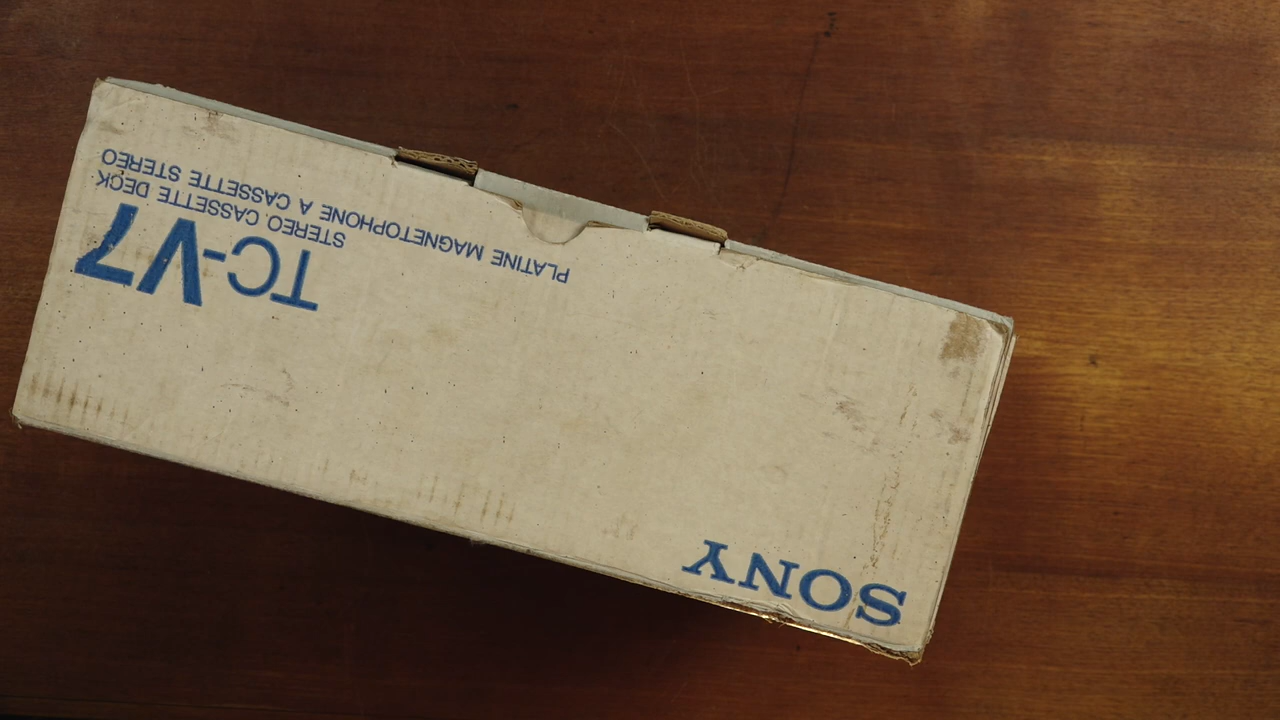 SONY
TC-V7
STEREO CASSETTE DECK
PLATINE MAGNETOPHONE A CASSETTE STEREO